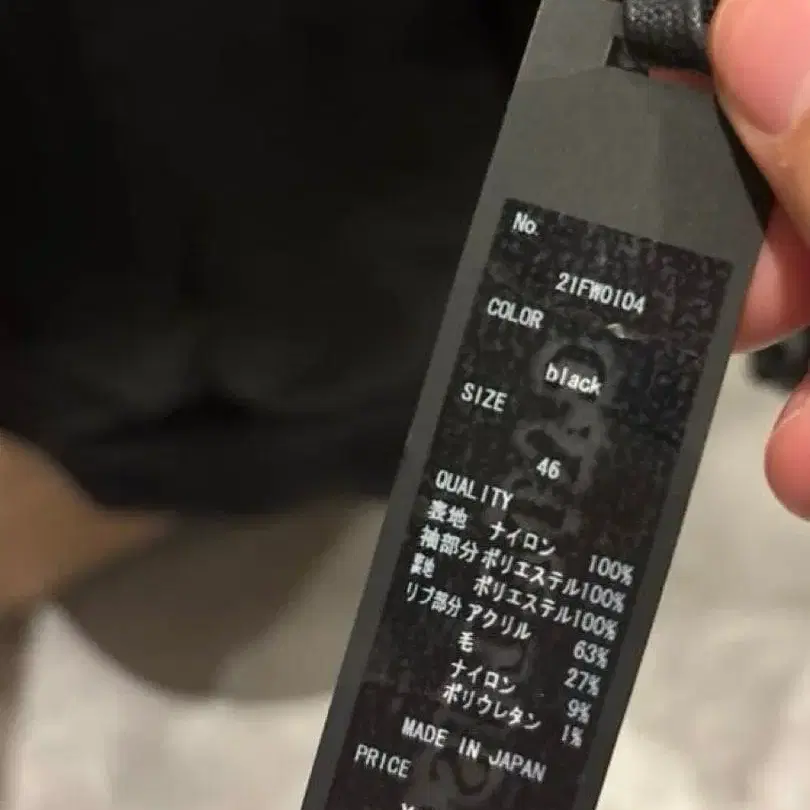 No.
21FW0104
COLOR
black
SIZE
46
QUALITY
表地 ナイロン 100%
袖部分 ポリエステル100%
裏地 ポリエステル100%
リブ部分 アクリル 63%
毛 27%
ナイロン 9%
ポリウレタン 1%
MADE IN JAPAN
PRICE